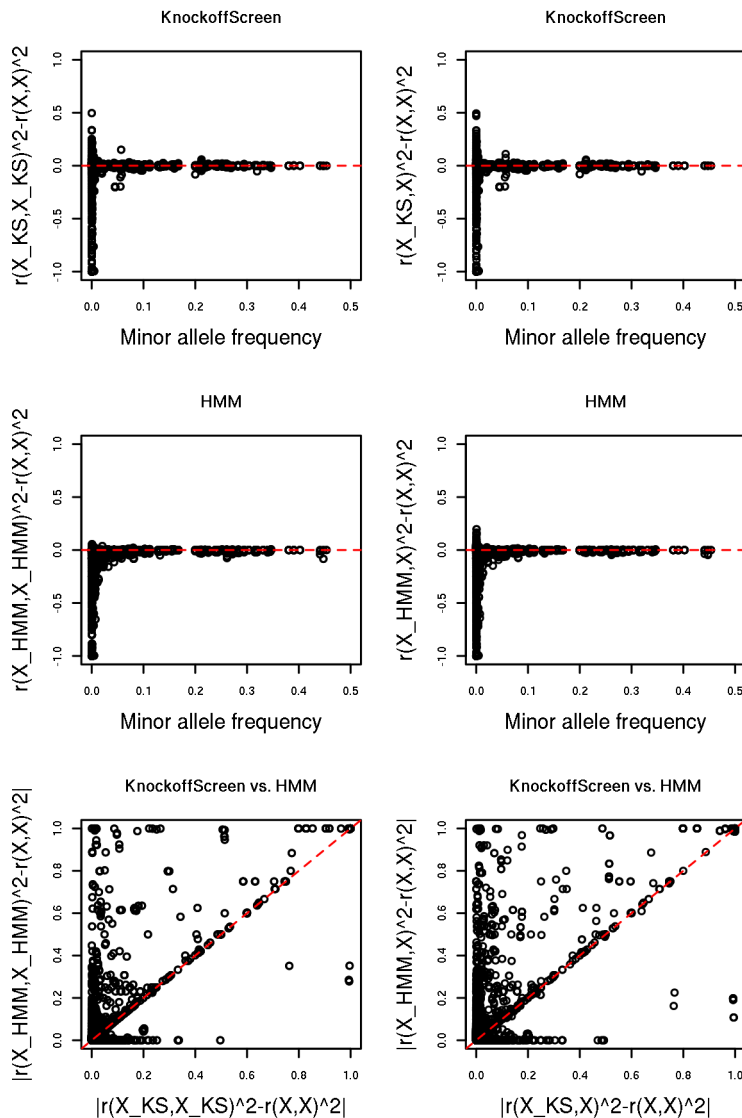 KnockoffScreen
r(X_KS,X_KS)^2-r(X,X)^2
1.0
0.5
0.0
-0.5
-1.0
0.0 0.1 0.2 0.3 0.4 0.5
Minor allele frequency
KnockoffScreen
r(X_KS,X)^2-r(X,X)^2
1.0
0.5
0.0
-0.5
-1.0
0.0 0.1 0.2 0.3 0.4 0.5
Minor allele frequency
HMM
r(X_HMM,X_HMM)^2-r(X,X)^2
1.0
0.5
0.0
-0.5
-1.0
0.0 0.1 0.2 0.3 0.4 0.5
Minor allele frequency
HMM
r(X_HMM,X)^2-r(X,X)^2
1.0
0.5
0.0
-0.5
-1.0
0.0 0.1 0.2 0.3 0.4 0.5
Minor allele frequency
KnockoffScreen vs. HMM
|r(X_HMM,X_HMM)^2-r(X,X)^2|
1.0
0.8
0.6
0.4
0.2
0.0
0.0 0.2 0.4 0.6 0.8 1.0
|r(X_KS,X_KS)^2-r(X,X)^2|
KnockoffScreen vs. HMM
|r(X_HMM,X)^2-r(X,X)^2|
1.0
0.8
0.6
0.4
0.2
0.0
0.0 0.2 0.4 0.6 0.8 1.0
|r(X_KS,X)^2-r(X,X)^2|